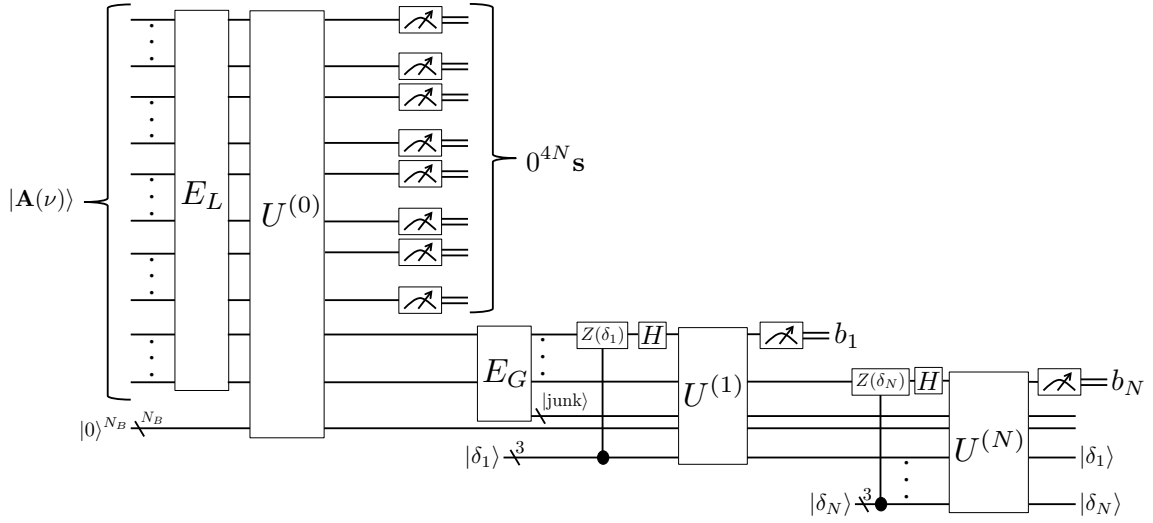 |A(ν)⟩
E_L
U^(0)
0^{4N}s
|0⟩^{N_B}
N_B
E_G
|junk⟩
Z(δ_1)
H
U^(1)
b_1
|δ_1⟩
3
Z(δ_N)
H
U^(N)
b_N
|δ_1⟩
|δ_N⟩
3
|δ_N⟩